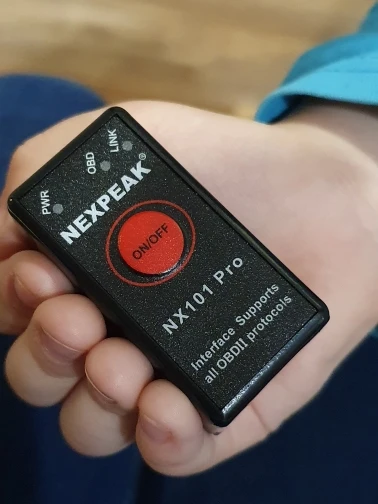 PWR OBD LINK
NEXPEAK®
ON/OFF
NX101 Pro
Interface Supports
all OBDII protocols